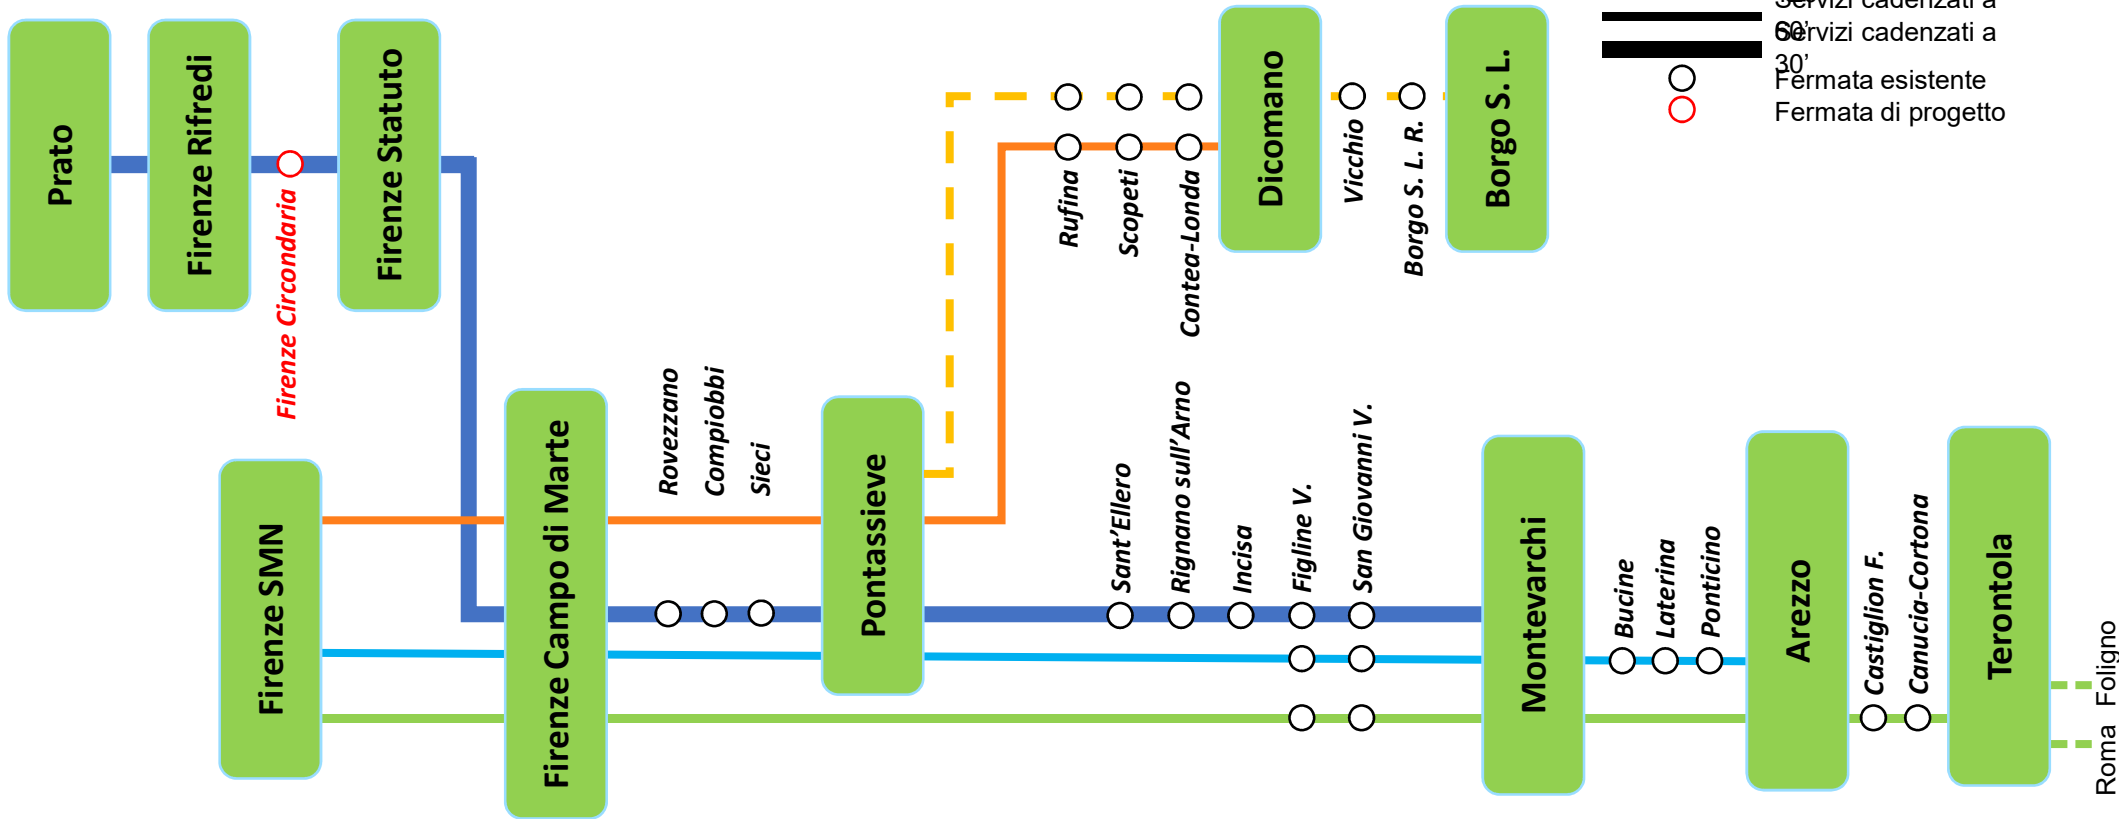 Prato
Firenze Rifredi
Firenze Circondaria
Firenze Statuto
Firenze SMN
Firenze Campo di Marte
Rovezzano
Compiobbi
Sieci
Pontassieve
Rufina
Scopeti
Contea-Londa
Dicomano
Vicchio
Borgo S. L. R.
Borgo S. L.
Sant'Ellero
Rignano sull'Arno
Incisa
Figline V.
San Giovanni V.
Montevarchi
Bucine
Laterina
Ponticino
Arezzo
Castiglion F.
Canucia-Cortona
Terontola
Foligno
Roma
Servizi cadenzati a
60'
Servizi cadenzati a
30'
Fermata esistente
Fermata di progetto